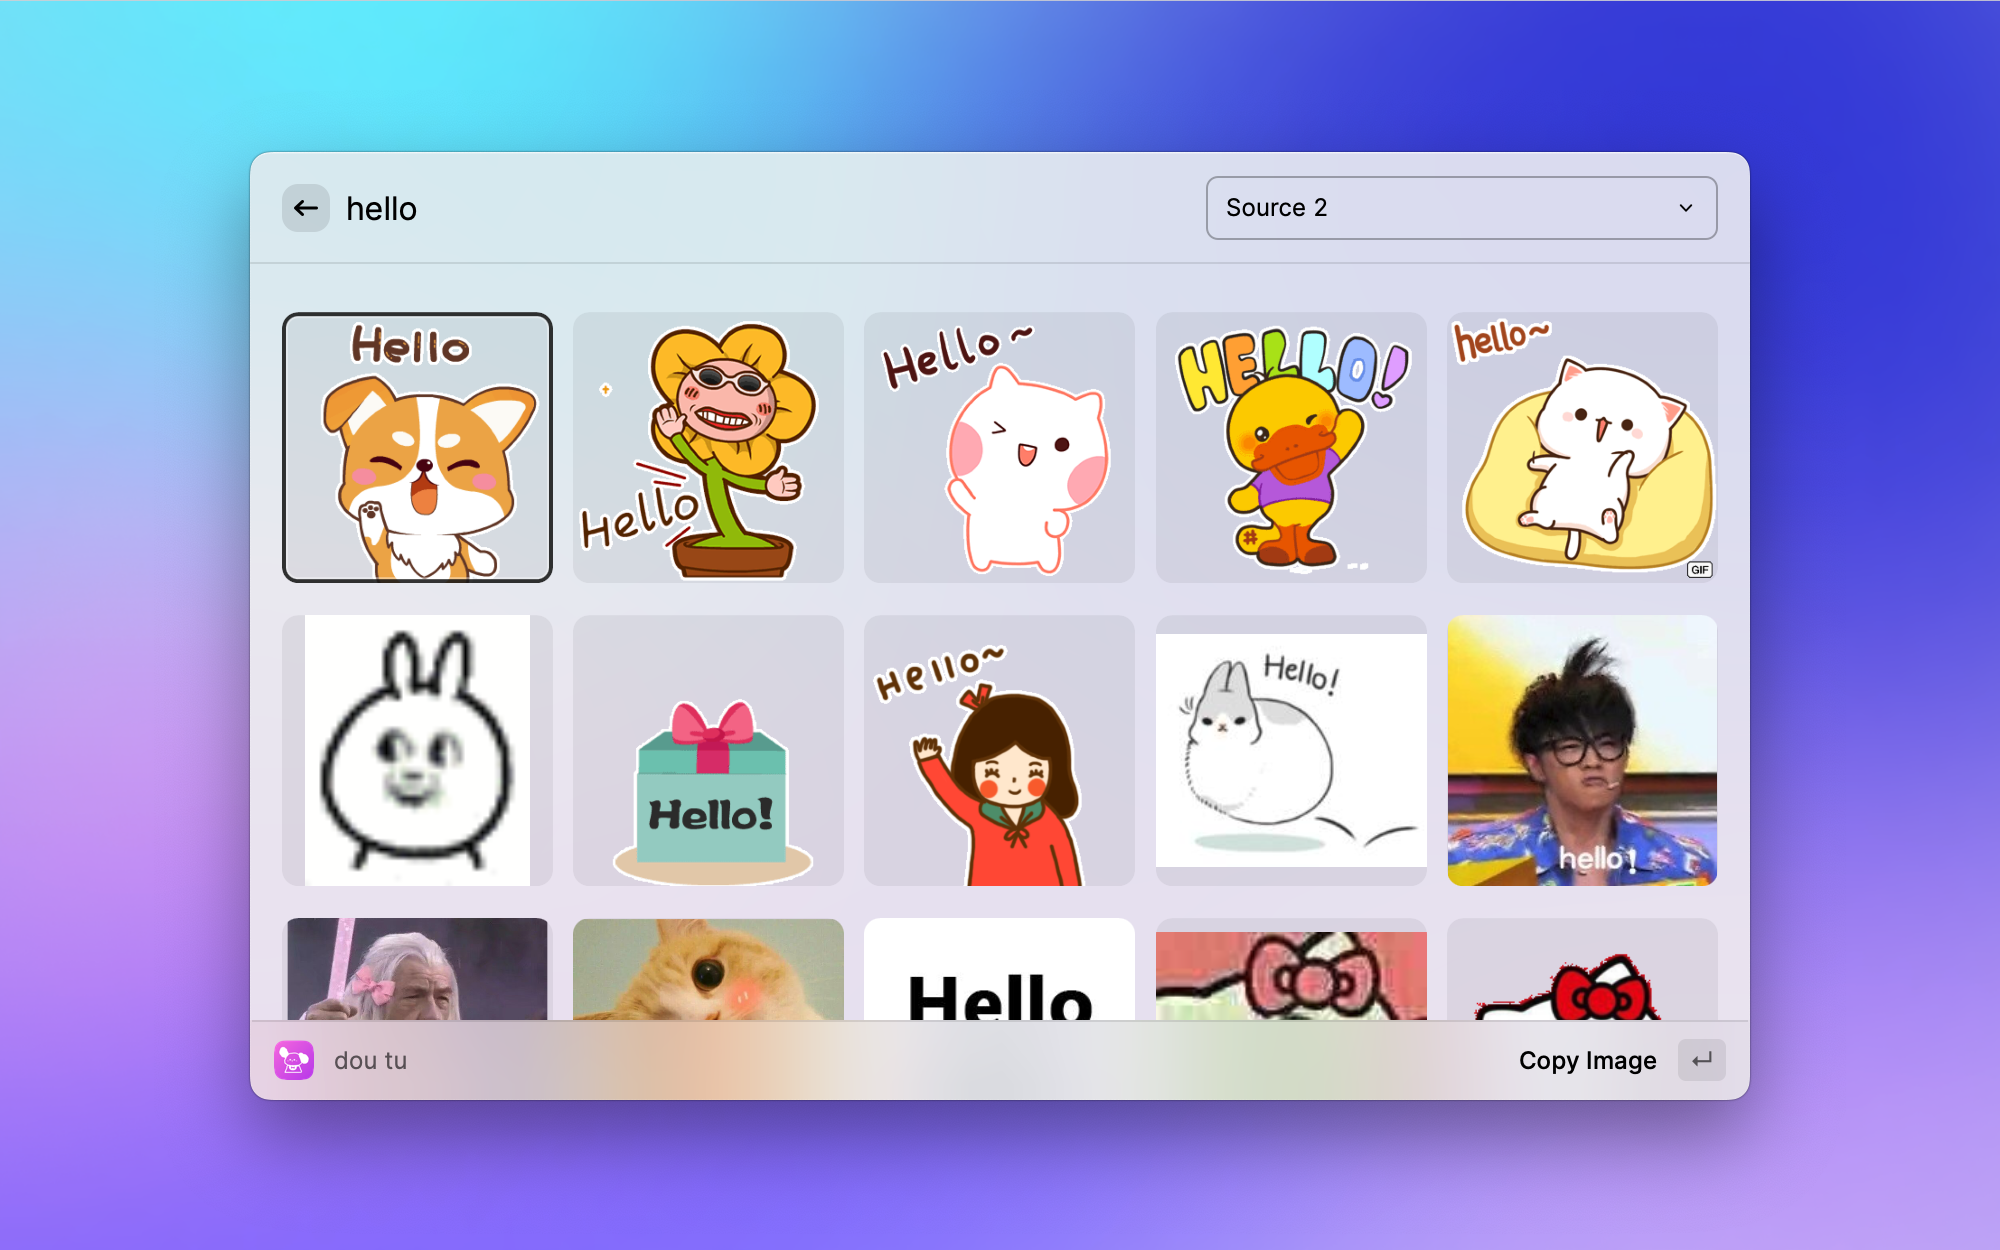 hello
Source 2
Hello
Hello
Hello~
HELLO!
hello~
GIF
Hello!
Hello~
Hello!
hello!
Hello
#
dou tu
Copy Image